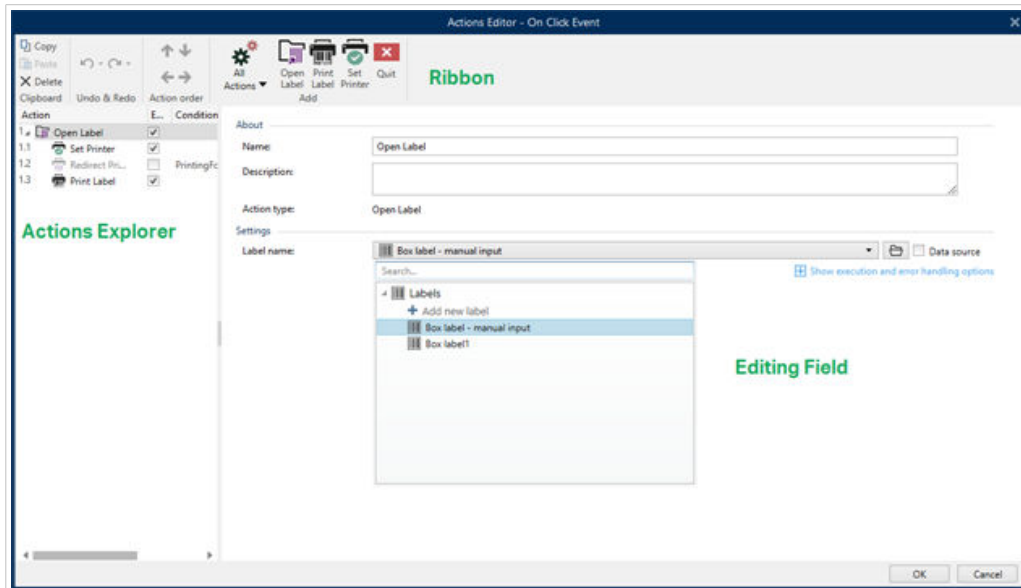 Actions Editor - On Click Event
Copy
Paste
Delete
Clipboard
Undo & Redo
Action order
All Actions
Open Label
Print Label
Set Printer
Quit
Add
Ribbon
Action E... Condition
1 Open Label
1.1 Set Printer
1.2 Redirect Pri... PrintingFc
1.3 Print Label
Actions Explorer
About
Name: Open Label
Description:
Action type: Open Label
Settings
Label name: Box label - manual input Data source
Search...
Show execution and error handling options
Labels
Add new label
Box label - manual input
Box label1
Editing Field
OK Cancel